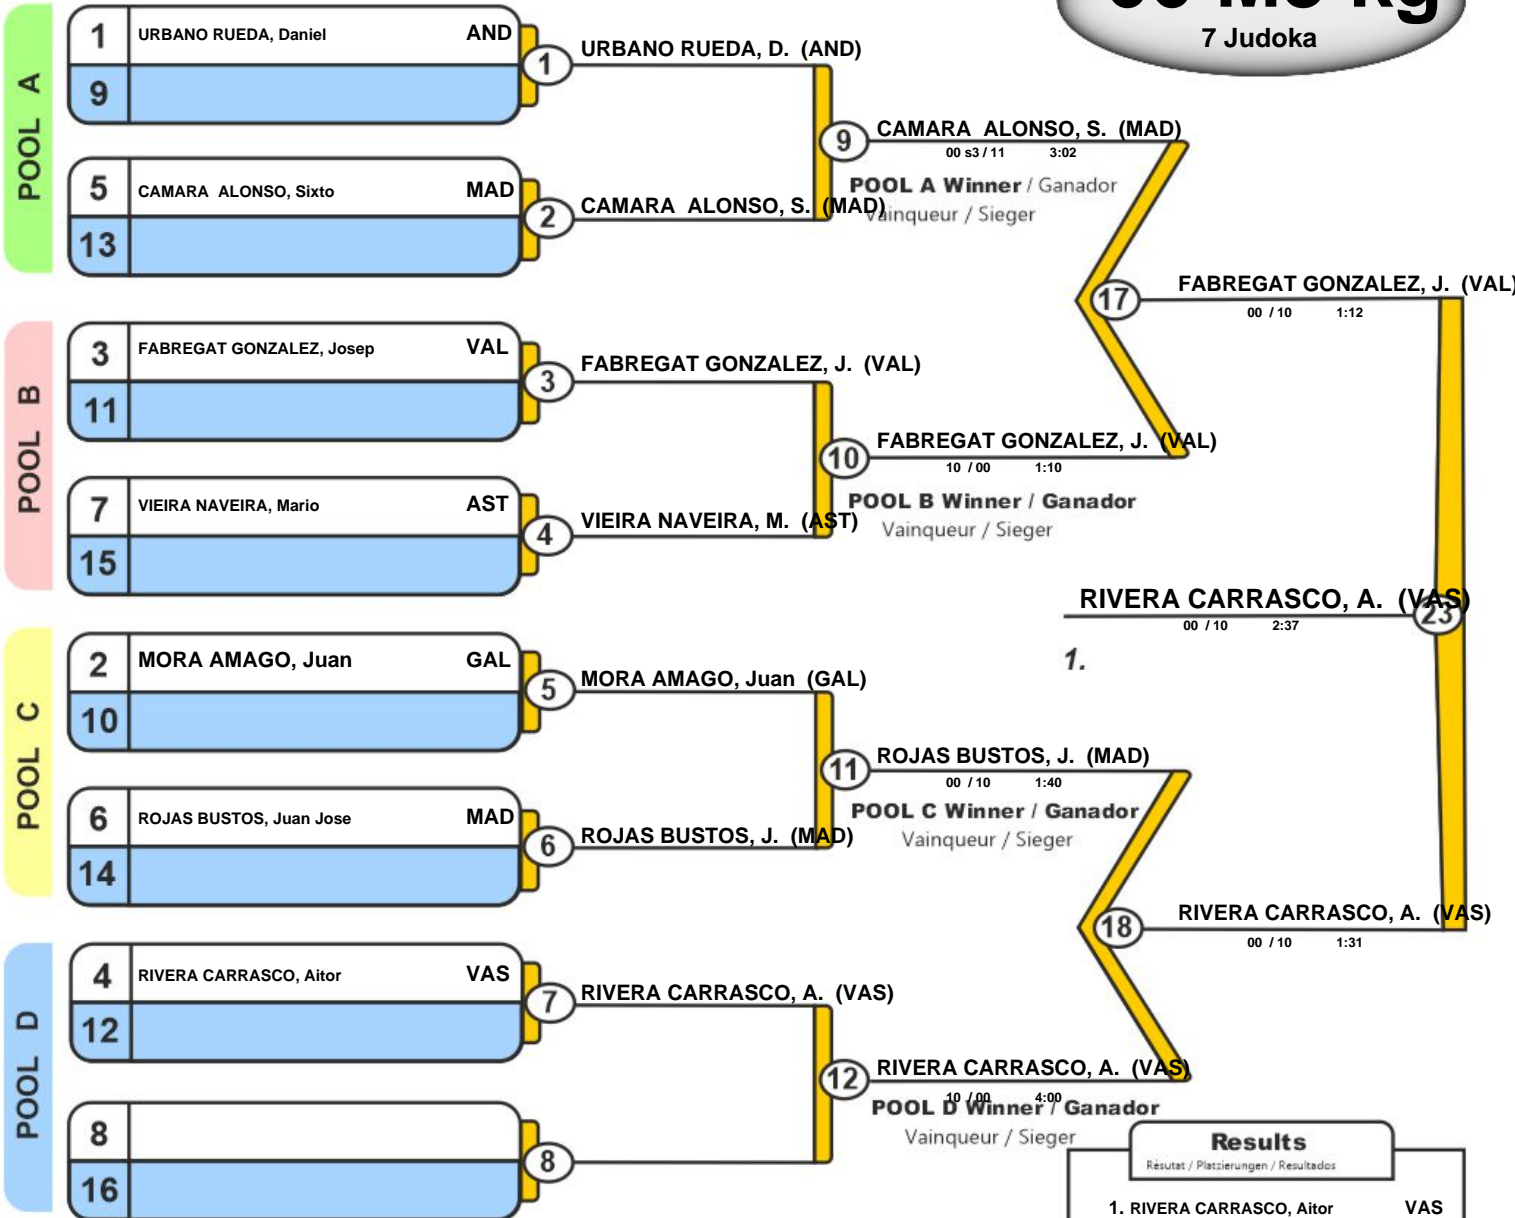 7 Judoka
POOL A
1 URBANO RUEDA, Daniel AND
9
1
URBANO RUEDA, D. (AND)
5 CAMARA ALONSO, Sixto MAD
13
2
CAMARA ALONSO, S. (MAD)
9
CAMARA ALONSO, S. (MAD)
00 s3 / 11 3:02
POOL A Winner / Ganador
Vainqueur / Sieger
POOL B
3 FABREGAT GONZALEZ, Josep VAL
11
3
FABREGAT GONZALEZ, J. (VAL)
7 VIEIRA NAVEIRA, Mario AST
15
4
VIEIRA NAVEIRA, M. (AST)
10
FABREGAT GONZALEZ, J. (VAL)
10 / 00 1:10
POOL B Winner / Ganador
Vainqueur / Sieger
17
FABREGAT GONZALEZ, J. (VAL)
00 / 10 1:12
RIVERA CARRASCO, A. (VAS)
23
00 / 10 2:37
1.
POOL C
2 MORA AMAGO, Juan GAL
10
5
MORA AMAGO, Juan (GAL)
6 ROJAS BUSTOS, Juan Jose MAD
14
6
ROJAS BUSTOS, J. (MAD)
11
ROJAS BUSTOS, J. (MAD)
00 / 10 1:40
POOL C Winner / Ganador
Vainqueur / Sieger
POOL D
4 RIVERA CARRASCO, Aitor VAS
12
7
RIVERA CARRASCO, A. (VAS)
8
16
8
12
RIVERA CARRASCO, A. (VAS)
10 / 00 4:00
POOL D Winner / Ganador
Vainqueur / Sieger
18
RIVERA CARRASCO, A. (VAS)
00 / 10 1:31
Results
Résutat / Platzierungen / Resultados
1. RIVERA CARRASCO, Aitor VAS